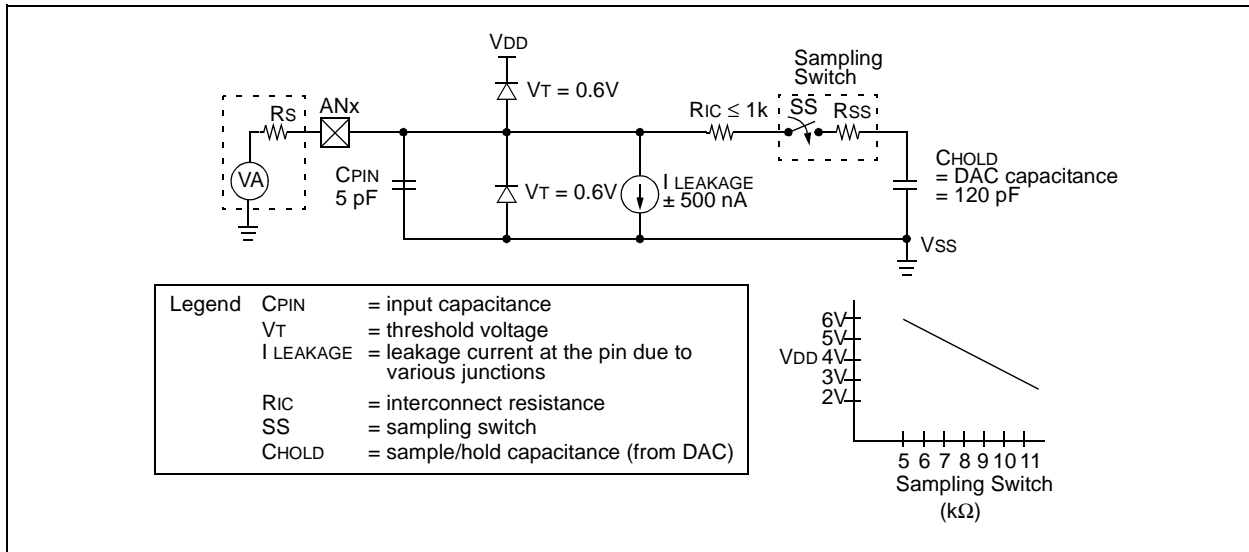 VDD
Sampling
Switch
VT = 0.6V
RS
ANx
RIC ≤ 1k
SS
RSS
VA
CPIN
5 pF
VT = 0.6V
I LEAKAGE
± 500 nA
CHOLD
= DAC capacitance
= 120 pF
VSS
Legend CPIN = input capacitance
VT = threshold voltage
I LEAKAGE = leakage current at the pin due to
various junctions
RIC = interconnect resistance
SS = sampling switch
CHOLD = sample/hold capacitance (from DAC)
6V
5V
VDD 4V
3V
2V
5 6 7 8 9 10 11
Sampling Switch
(kΩ)